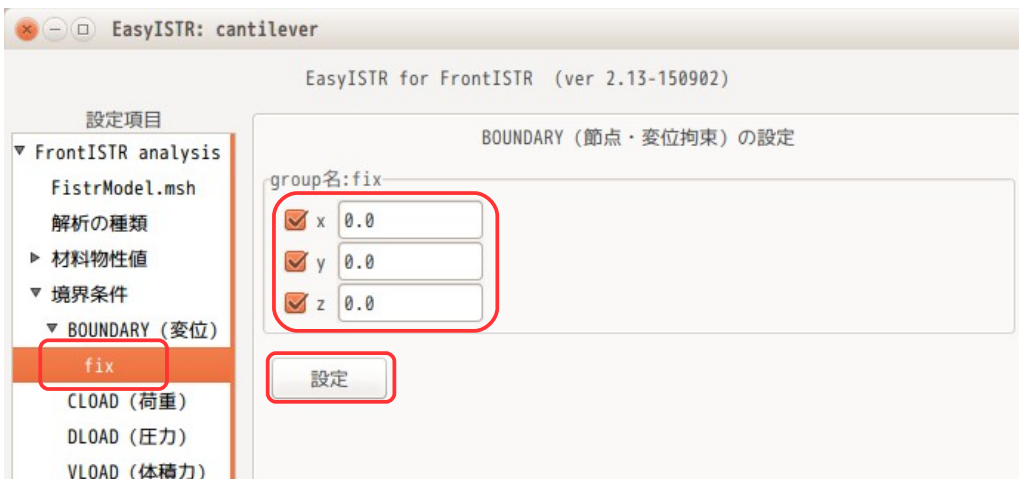 EasyISTR: cantilever
EasyISTR for FrontISTR (ver 2.13-150902)
設定項目
FrontISTR analysis
FistrModel.msh
解析の種類
材料物性値
境界条件
BOUNDARY (変位)
fix
CLOAD (荷重)
DLOAD (圧力)
VLOAD (体積力)
BOUNDARY (節点・変位拘束) の設定
group名:fix
x 0.0
y 0.0
z 0.0
設定